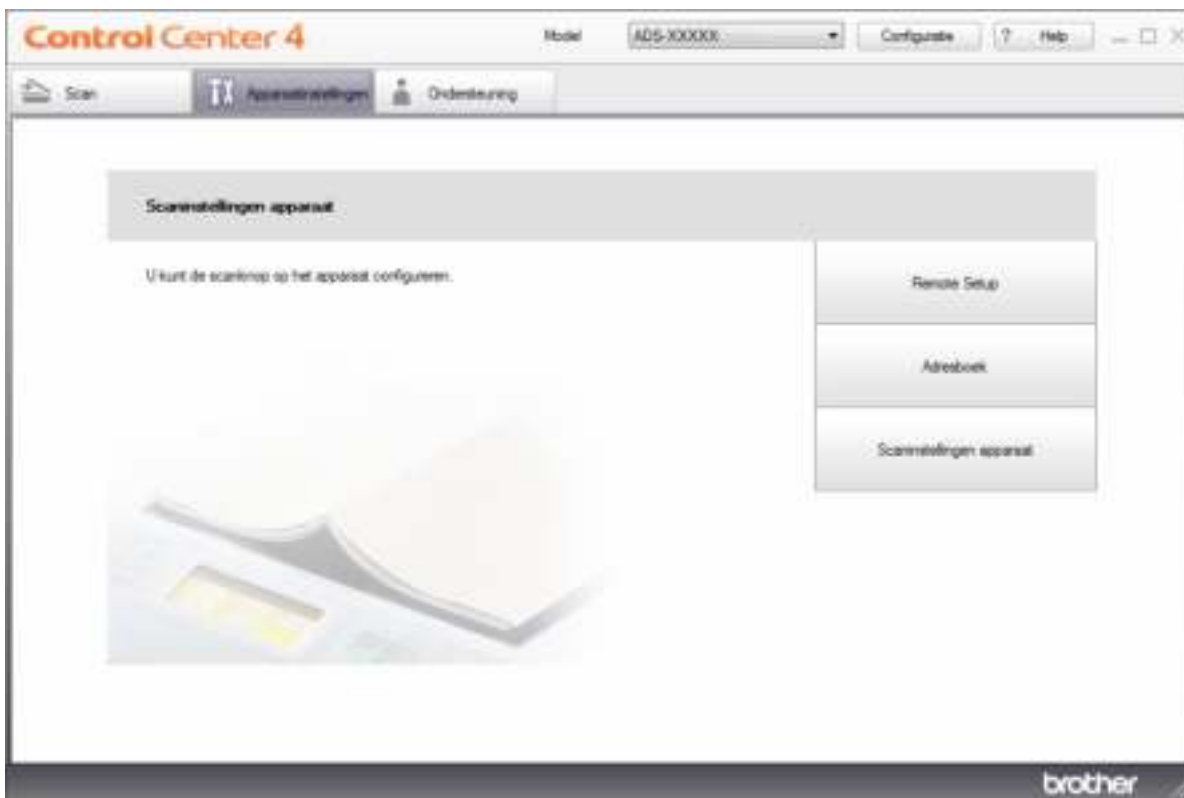 Control Center 4
Model
ADS-XXXXX
Configuratie
? Help
Scan
Apparaatinstellingen
Ondersteuning
Scaninstellingen apparaat
U kunt de scanknop op het apparaat configureren.
Remote Setup
Adresboek
Scaninstellingen apparaat
brother